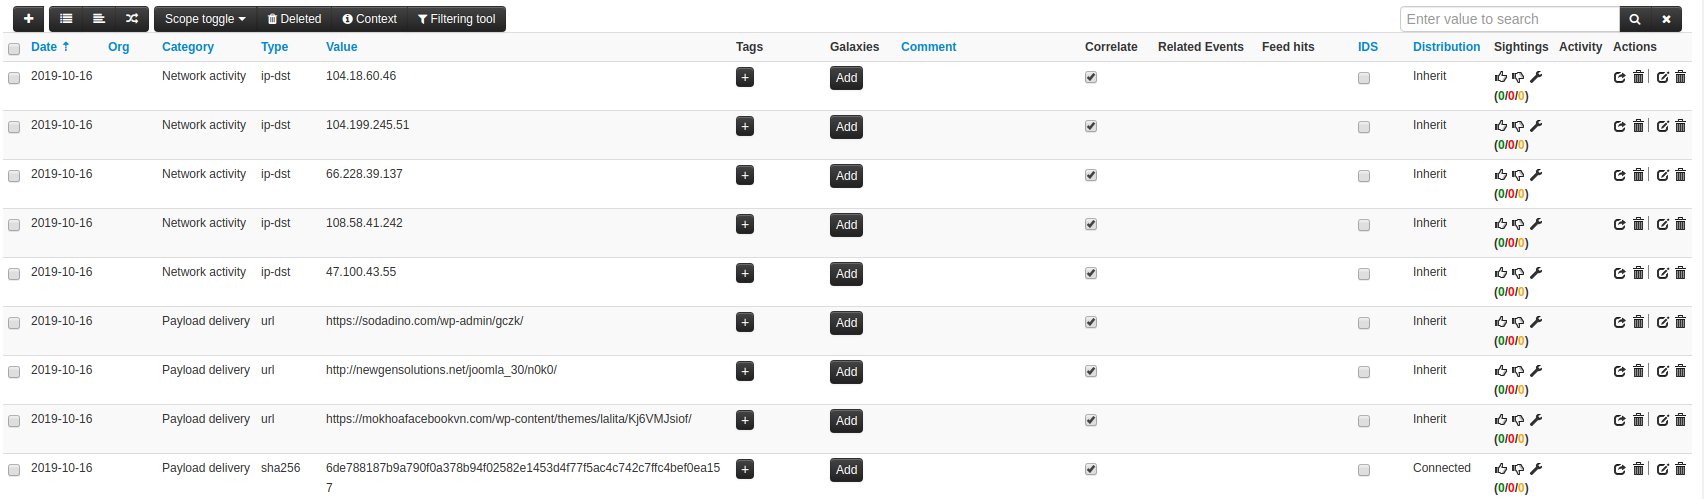 Scope toggle Deleted Context Filtering tool Enter value to search
Date Org Category Type Value Tags Galaxies Comment Correlate Related Events Feed hits IDS Distribution Sightings Activity Actions
2019-10-16 Network activity ip-dst 104.18.60.46 + Add Inherit
(0/0/0)
2019-10-16 Network activity ip-dst 104.199.245.51 + Add Inherit
(0/0/0)
2019-10-16 Network activity ip-dst 66.228.39.137 + Add Inherit
(0/0/0)
2019-10-16 Network activity ip-dst 108.58.41.242 + Add Inherit
(0/0/0)
2019-10-16 Network activity ip-dst 47.100.43.55 + Add Inherit
(0/0/0)
2019-10-16 Payload delivery url https://sodadino.com/wp-admin/gczk/ + Add Inherit
(0/0/0)
2019-10-16 Payload delivery url http://newgensolutions.net/joomla_30/n0k0/ + Add Inherit
(0/0/0)
2019-10-16 Payload delivery url https://mokhoafacebookvn.com/wp-content/themes/lalita/Kj6VMJsiof/ + Add Inherit
(0/0/0)
2019-10-16 Payload delivery sha256 6de788187b9a790f0a378b94f02582e1453d4f77f5ac4c742c7ffc4bef0ea15 + Add Connected
7 (0/0/0)